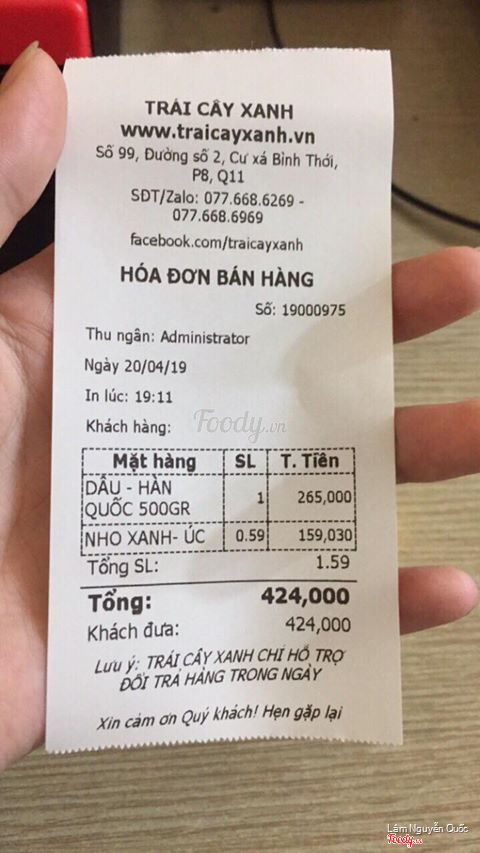 TRÁI CÂY XANH
www.traicayxanh.vn
Số 99, Đường số 2, Cư xá Bình Thới,
P8, Q11
SĐT/Zalo: 077.668.6269 -
077.668.6969
facebook.com/traicayxanh
HÓA ĐƠN BÁN HÀNG
Số: 19000975
Thu ngân: Administrator
Ngày 20/04/19
In lúc: 19:11
Khách hàng:
Foody.vn
Mặt hàng SL T. Tiền
DÂU - HÀN
QUỐC 500GR 1 265,000
NHO XANH- ÚC 0.59 159,030
Tổng SL: 1.59
Tổng: 424,000
Khách đưa: 424,000
Lưu ý: TRÁI CÂY XANH CHỈ HỖ TRỢ
ĐỔI TRẢ HÀNG TRONG NGÀY
Xin cảm ơn Quý khách! Hẹn gặp lại
Lâm Nguyễn Quốc
Foody.vn